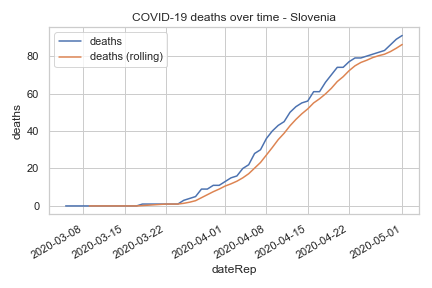 COVID-19 deaths over time - Slovenia
deaths
deaths (rolling)
deaths
80
60
40
20
0
2020-03-08
2020-03-15
2020-03-22
2020-04-01
2020-04-08
2020-04-15
2020-04-22
2020-05-01
dateRep